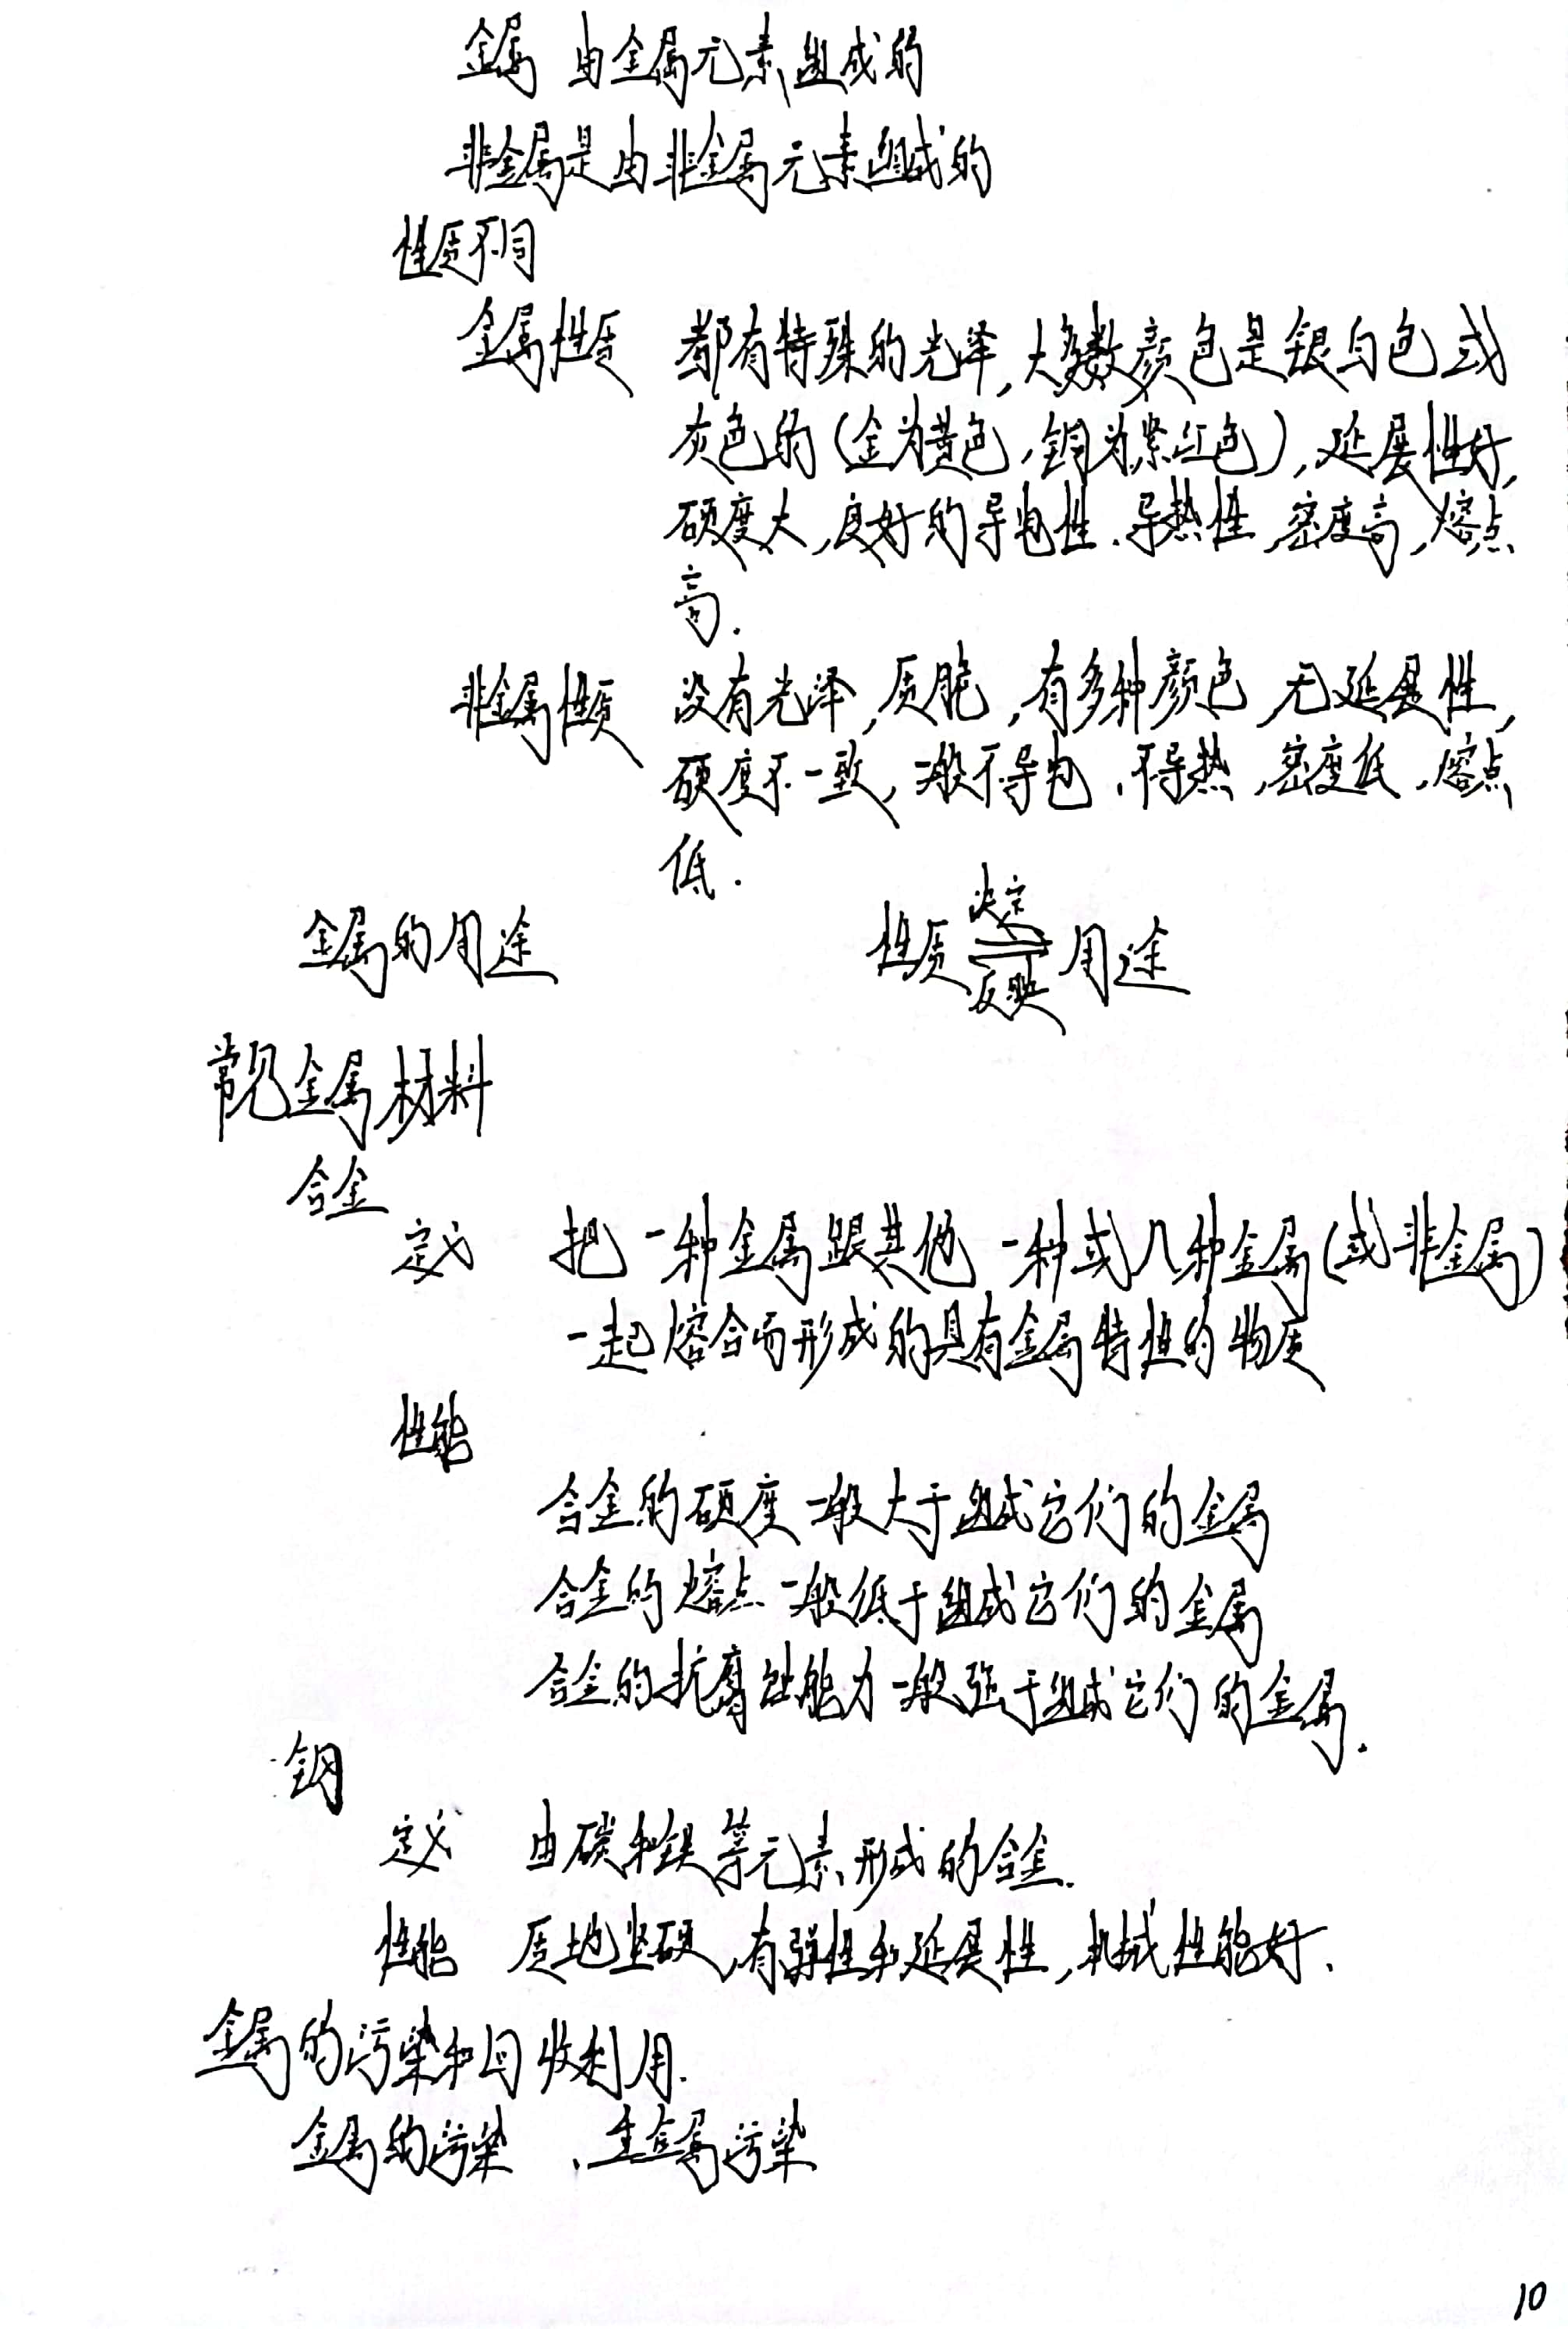 金属 由金属元素组成的
非金属是由非金属元素组成的
性质不同
金属性质 都有特殊的光泽,大多数颜色是银白色或
灰色的(金为黄色,铜为紫红色),延展性好,
硬度大,良好的导电性、导热性,密度高,熔点
高.
非金属性质 没有光泽,质脆,有多种颜色,无延展性,
硬度不一致,一般不导电、不导热,密度低,熔点
低.
金属的用途 性质 决定 反映 用途
常见金属材料
合金
定义 把一种金属跟其他一种或几种金属(或非金属)
一起熔合而形成的具有金属特性的物质
性能
合金的硬度一般大于组成它们的金属
合金的熔点一般低于组成它们的金属
合金的抗腐蚀能力一般强于组成它们的金属.
钢
定义 由碳和铁等元素形成的合金.
性能 质地坚硬,有弹性和延展性,机械性能好.
金属的污染和回收利用.
金属的污染 、重金属污染
10